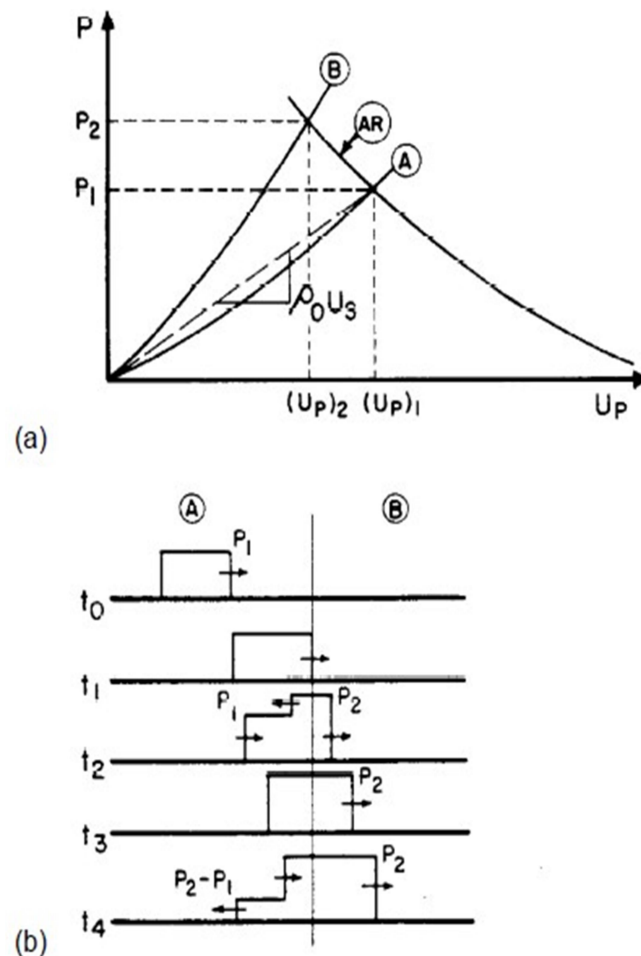 P
B
P₂
AR
A
P₁
ρ₀U₃
(Uₚ)₂ (Uₚ)₁ Uₚ
(a)
A B
P₁
t₀
t₁
P₁ P₂
t₂
P₂
t₃
P₂-P₁ P₂
t₄
(b)